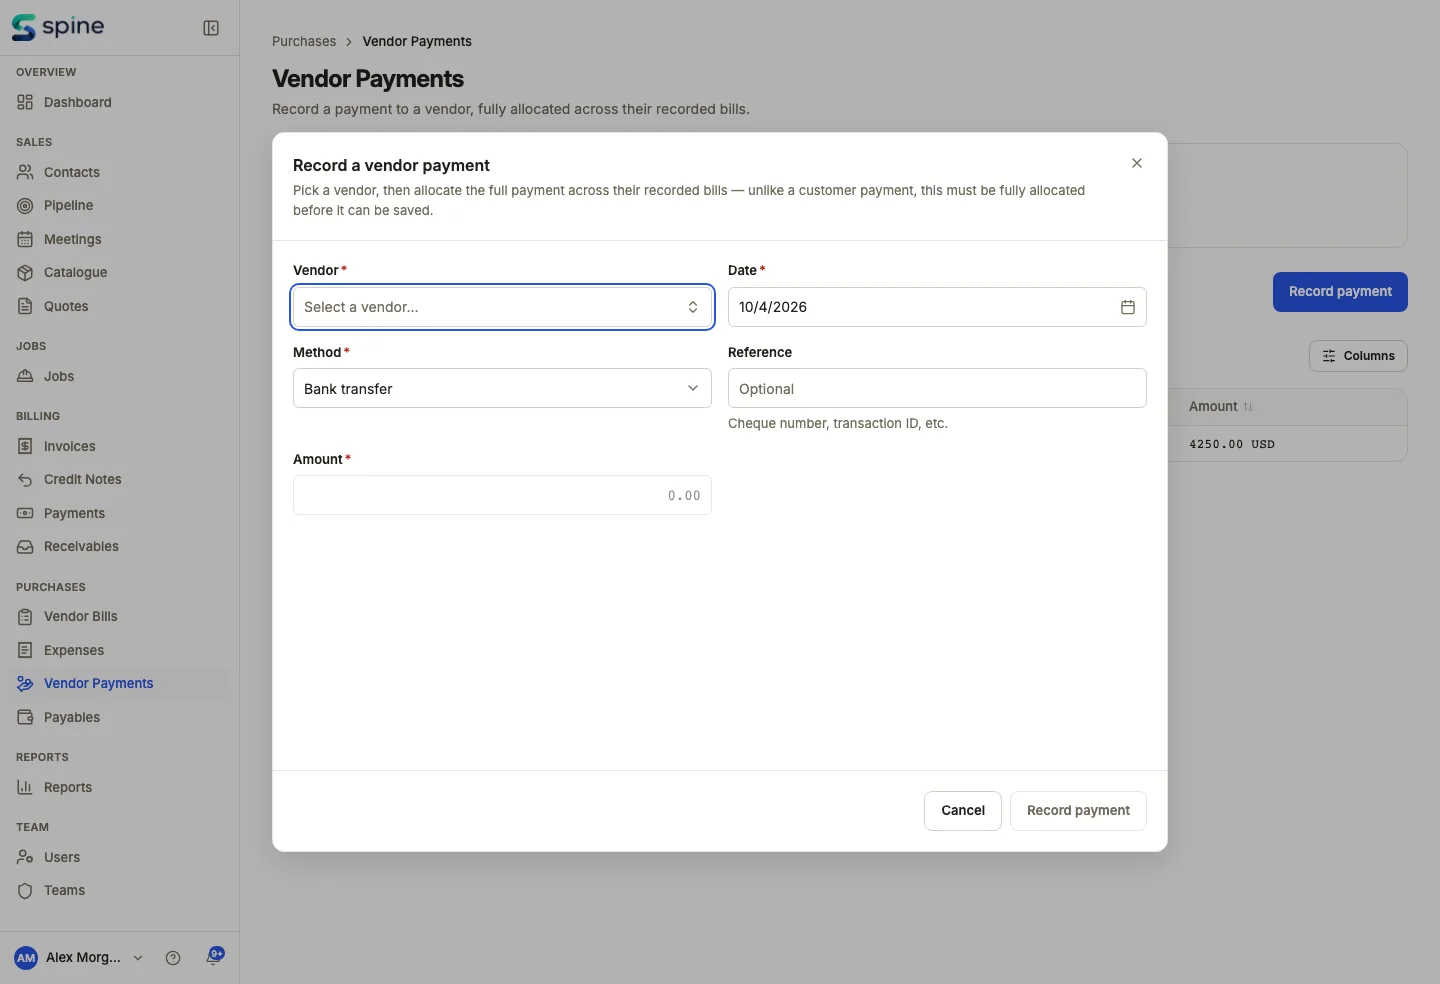 spine
OVERVIEW
Dashboard
SALES
Contacts
Pipeline
Meetings
Catalogue
Quotes
JOBS
Jobs
BILLING
Invoices
Credit Notes
Payments
Receivables
PURCHASES
Vendor Bills
Expenses
Vendor Payments
Payables
REPORTS
Reports
TEAM
Users
Teams
AM Alex Morg... 9+
Purchases > Vendor Payments
Vendor Payments
Record a payment to a vendor, fully allocated across their recorded bills.
Record payment
Columns
Amount
4250.00 USD
Record a vendor payment
Pick a vendor, then allocate the full payment across their recorded bills — unlike a customer payment, this must be fully allocated
before it can be saved.
Vendor*
Select a vendor...
Date*
10/4/2026
Method*
Bank transfer
Reference
Optional
Cheque number, transaction ID, etc.
Amount*
0.00
Cancel
Record payment